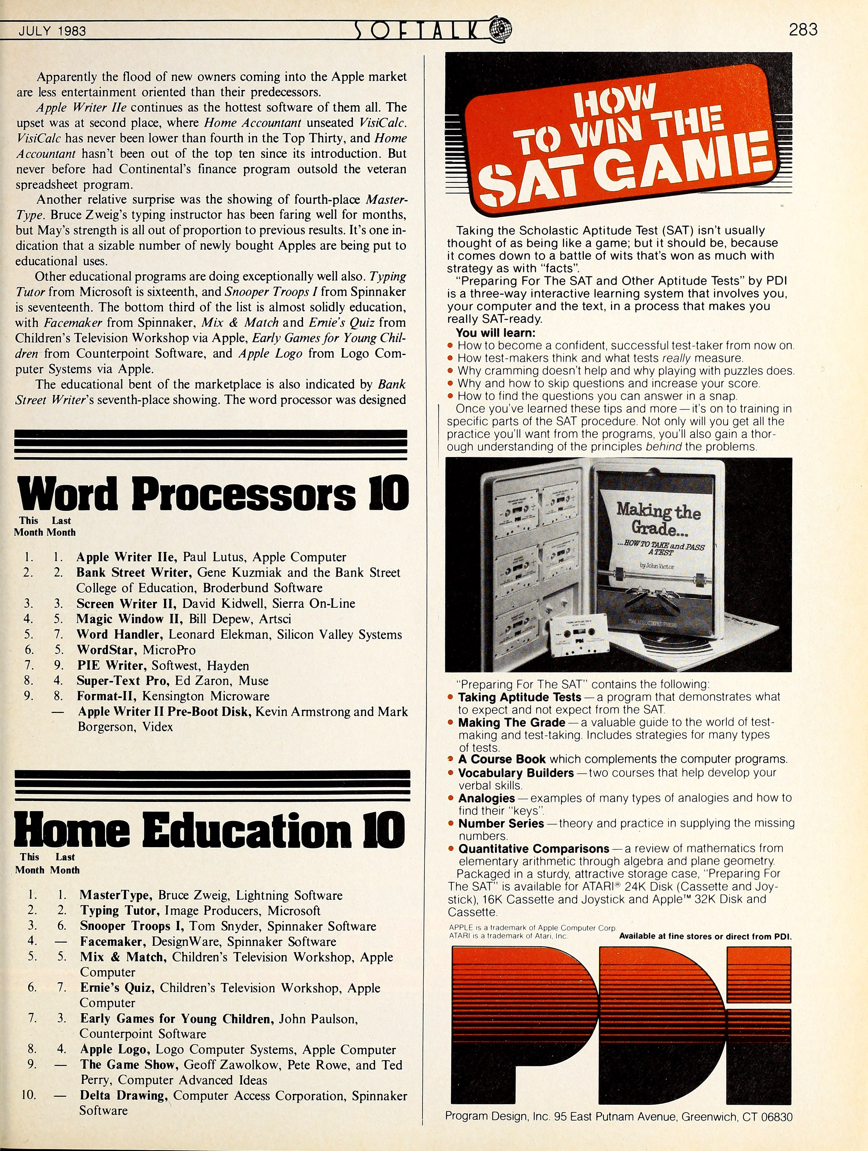 JULY 1983
SOFTALK
283
Apparently the flood of new owners coming into the Apple market
are less entertainment oriented than their predecessors.
Apple Writer IIe continues as the hottest software of them all. The
upset was at second place, where Home Accountant unseated VisiCalc.
VisiCalc has never been lower than fourth in the Top Thirty, and Home
Accountant hasn't been out of the top ten since its introduction. But
never before had Continental's finance program outsold the veteran
spreadsheet program.
Another relative surprise was the showing of fourth-place Master-
Type. Bruce Zweig's typing instructor has been faring well for months,
but May's strength is all out of proportion to previous results. It's one in-
dication that a sizable number of newly bought Apples are being put to
educational uses.
Other educational programs are doing exceptionally well also. Typing
Tutor from Microsoft is sixteenth, and Snooper Troops I from Spinnaker
is seventeenth. The bottom third of the list is almost solidly education,
with Facemaker from Spinnaker, Mix & Match and Ernie's Quiz from
Children's Television Workshop via Apple, Early Games for Young Chil-
dren from Counterpoint Software, and Apple Logo from Logo Com-
puter Systems via Apple.
The educational bent of the marketplace is also indicated by Bank
Street Writer's seventh-place showing. The word processor was designed
Word Processors 10
This Last
Month Month
1. 1. Apple Writer IIe, Paul Lutus, Apple Computer
2. 2. Bank Street Writer, Gene Kuzmiak and the Bank Street
College of Education, Broderbund Software
3. 3. Screen Writer II, David Kidwell, Sierra On-Line
4. 5. Magic Window II, Bill Depew, Artsci
5. 7. Word Handler, Leonard Elekman, Silicon Valley Systems
6. 5. WordStar, MicroPro
7. 9. PIE Writer, Softwest, Hayden
8. 4. Super-Text Pro, Ed Zaron, Muse
9. 8. Format-II, Kensington Microware
— Apple Writer II Pre-Boot Disk, Kevin Armstrong and Mark
Borgerson, Videx
Home Education 10
This Last
Month Month
1. 1. MasterType, Bruce Zweig, Lightning Software
2. 2. Typing Tutor, Image Producers, Microsoft
3. 6. Snooper Troops I, Tom Snyder, Spinnaker Software
4. — Facemaker, DesignWare, Spinnaker Software
5. 5. Mix & Match, Children's Television Workshop, Apple
Computer
6. 7. Ernie's Quiz, Children's Television Workshop, Apple
Computer
7. 3. Early Games for Young Children, John Paulson,
Counterpoint Software
8. 4. Apple Logo, Logo Computer Systems, Apple Computer
9. — The Game Show, Geoff Zawolkow, Pete Rowe, and Ted
Perry, Computer Advanced Ideas
10. — Delta Drawing, Computer Access Corporation, Spinnaker
Software
HOW
TO WIN THE
SAT GAME
Taking the Scholastic Aptitude Test (SAT) isn't usually
thought of as being like a game; but it should be, because
it comes down to a battle of wits that's won as much with
strategy as with "facts".
"Preparing For The SAT and Other Aptitude Tests" by PDI
is a three-way interactive learning system that involves you,
your computer and the text, in a process that makes you
really SAT-ready.
You will learn:
• How to become a confident, successful test-taker from now on.
• How test-makers think and what tests really measure.
• Why cramming doesn't help and why playing with puzzles does.
• Why and how to skip questions and increase your score.
• How to find the questions you can answer in a snap.
Once you've learned these tips and more — it's on to training in
specific parts of the SAT procedure. Not only will you get all the
practice you'll want from the programs, you'll also gain a thor-
ough understanding of the principles behind the problems.
Making the
Grade...
...HOW TO TAKE and PASS
A TEST
by John Victor
"Preparing For The SAT" contains the following:
• Taking Aptitude Tests — a program that demonstrates what
to expect and not expect from the SAT.
• Making The Grade — a valuable guide to the world of test-
making and test-taking. Includes strategies for many types
of tests.
• A Course Book which complements the computer programs.
• Vocabulary Builders — two courses that help develop your
verbal skills.
• Analogies — examples of many types of analogies and how to
find their "keys".
• Number Series — theory and practice in supplying the missing
numbers.
• Quantitative Comparisons — a review of mathematics from
elementary arithmetic through algebra and plane geometry.
Packaged in a sturdy, attractive storage case, "Preparing For
The SAT" is available for ATARI® 24K Disk (Cassette and Joy-
stick), 16K Cassette and Joystick and Apple™ 32K Disk and
Cassette.
APPLE is a trademark of Apple Computer Corp.
ATARI is a trademark of Atari, Inc.
Available at fine stores or direct from PDI.
PDi
Program Design, Inc. 95 East Putnam Avenue, Greenwich, CT 06830